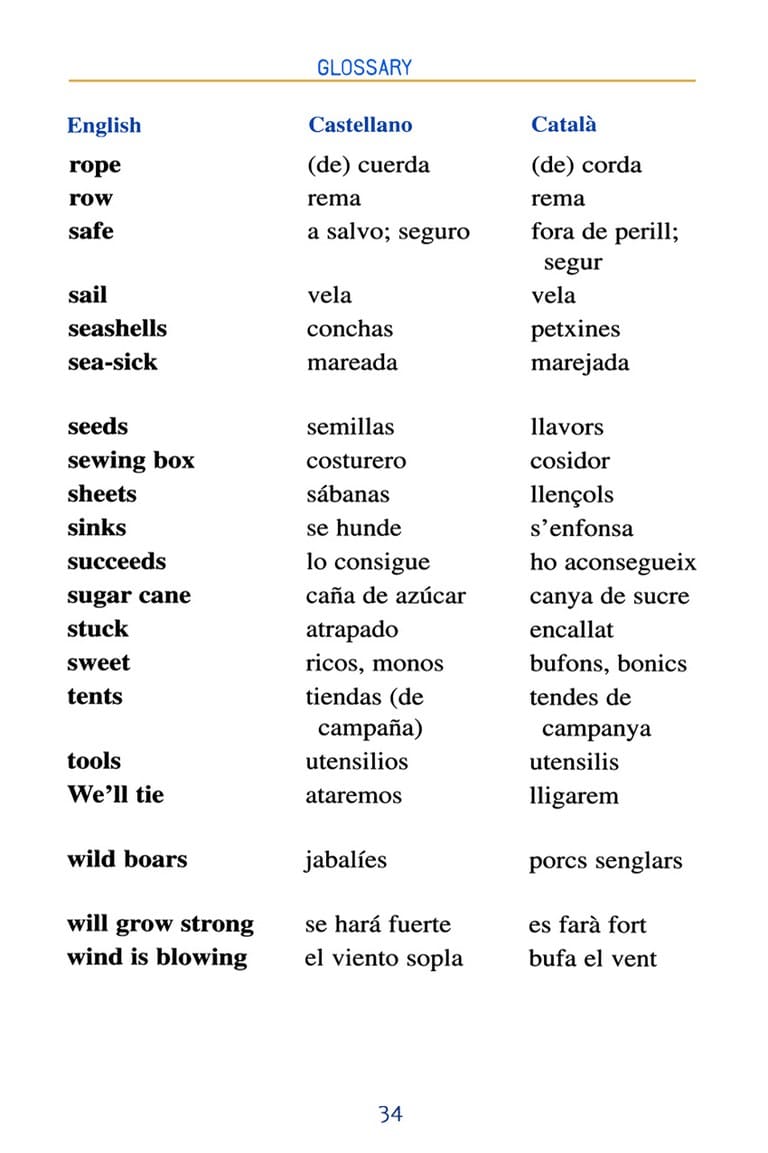 GLOSSARY
English Castellano Català
rope (de) cuerda (de) corda
row rema rema
safe a salvo; seguro fora de perill;
segur
sail vela vela
seashells conchas petxines
sea-sick mareada marejada
seeds semillas llavors
sewing box costurero cosidor
sheets sábanas llençols
sinks se hunde s’enfonsa
succeeds lo consigue ho aconsegueix
sugar cane caña de azúcar canya de sucre
stuck atrapado encallat
sweet ricos, monos bufons, bonics
tents tiendas (de tendes de
campaña) campanya
tools utensilios utensilis
We’ll tie ataremos lligarem
wild boars jabalíes porcs senglars
will grow strong se hará fuerte es farà fort
wind is blowing el viento sopla bufa el vent
34